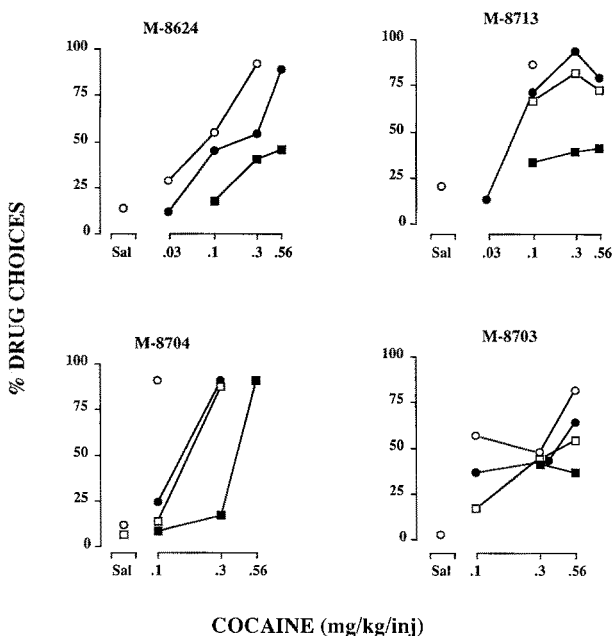 M-8624
100
75
50
25
0
Sal .03 .1 .3 .56
M-8713
100
75
50
25
0
Sal .03 .1 .3 .56
% DRUG CHOICES
M-8704
100
75
50
25
0
Sal .1 .3 .56
M-8703
100
75
50
25
0
Sal .1 .3 .56
COCAINE (mg/kg/inj)